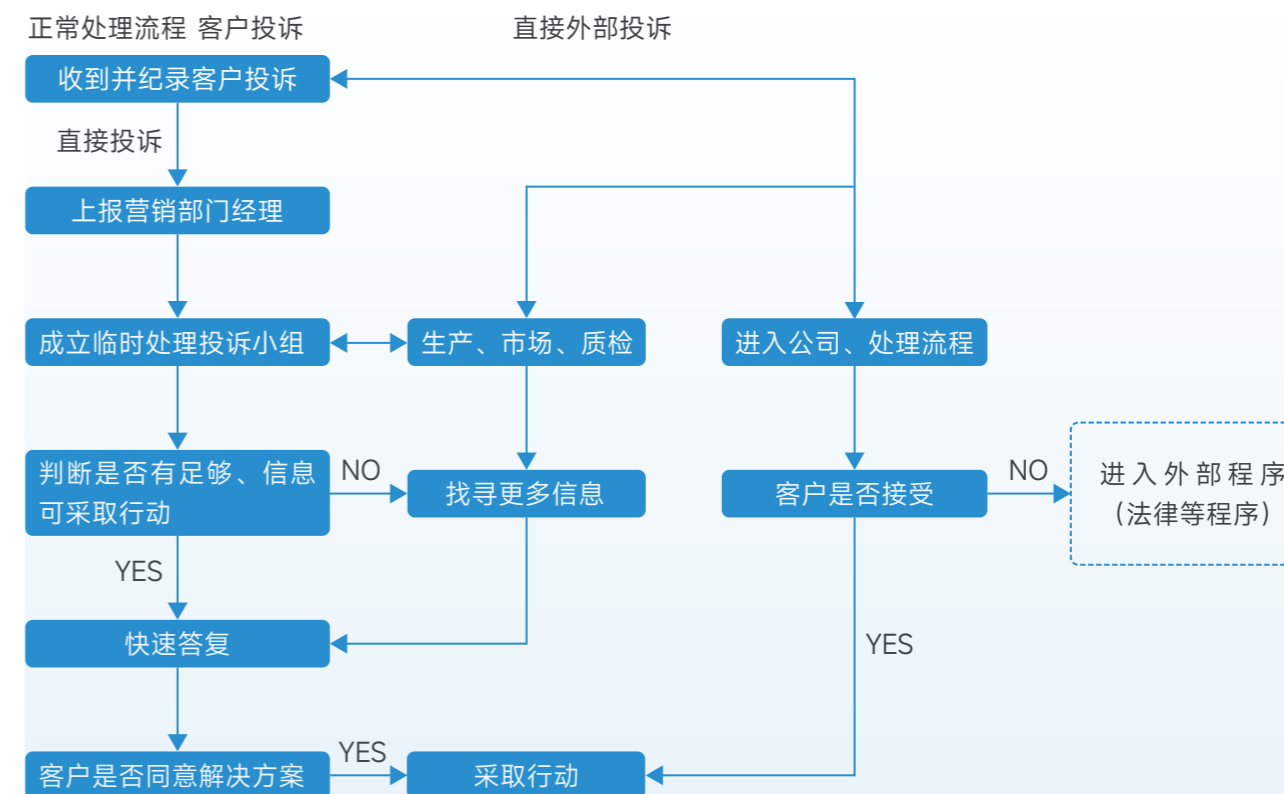 正常处理流程 客户投诉
直接外部投诉
收到并纪录客户投诉
直接投诉
上报营销部门经理
成立临时处理投诉小组
生产、市场、质检
进入公司、处理流程
判断是否有足够、信息
可采取行动
NO
找寻更多信息
客户是否接受
NO
进入外部程序
（法律等程序）
YES
快速答复
YES
客户是否同意解决方案
YES
采取行动